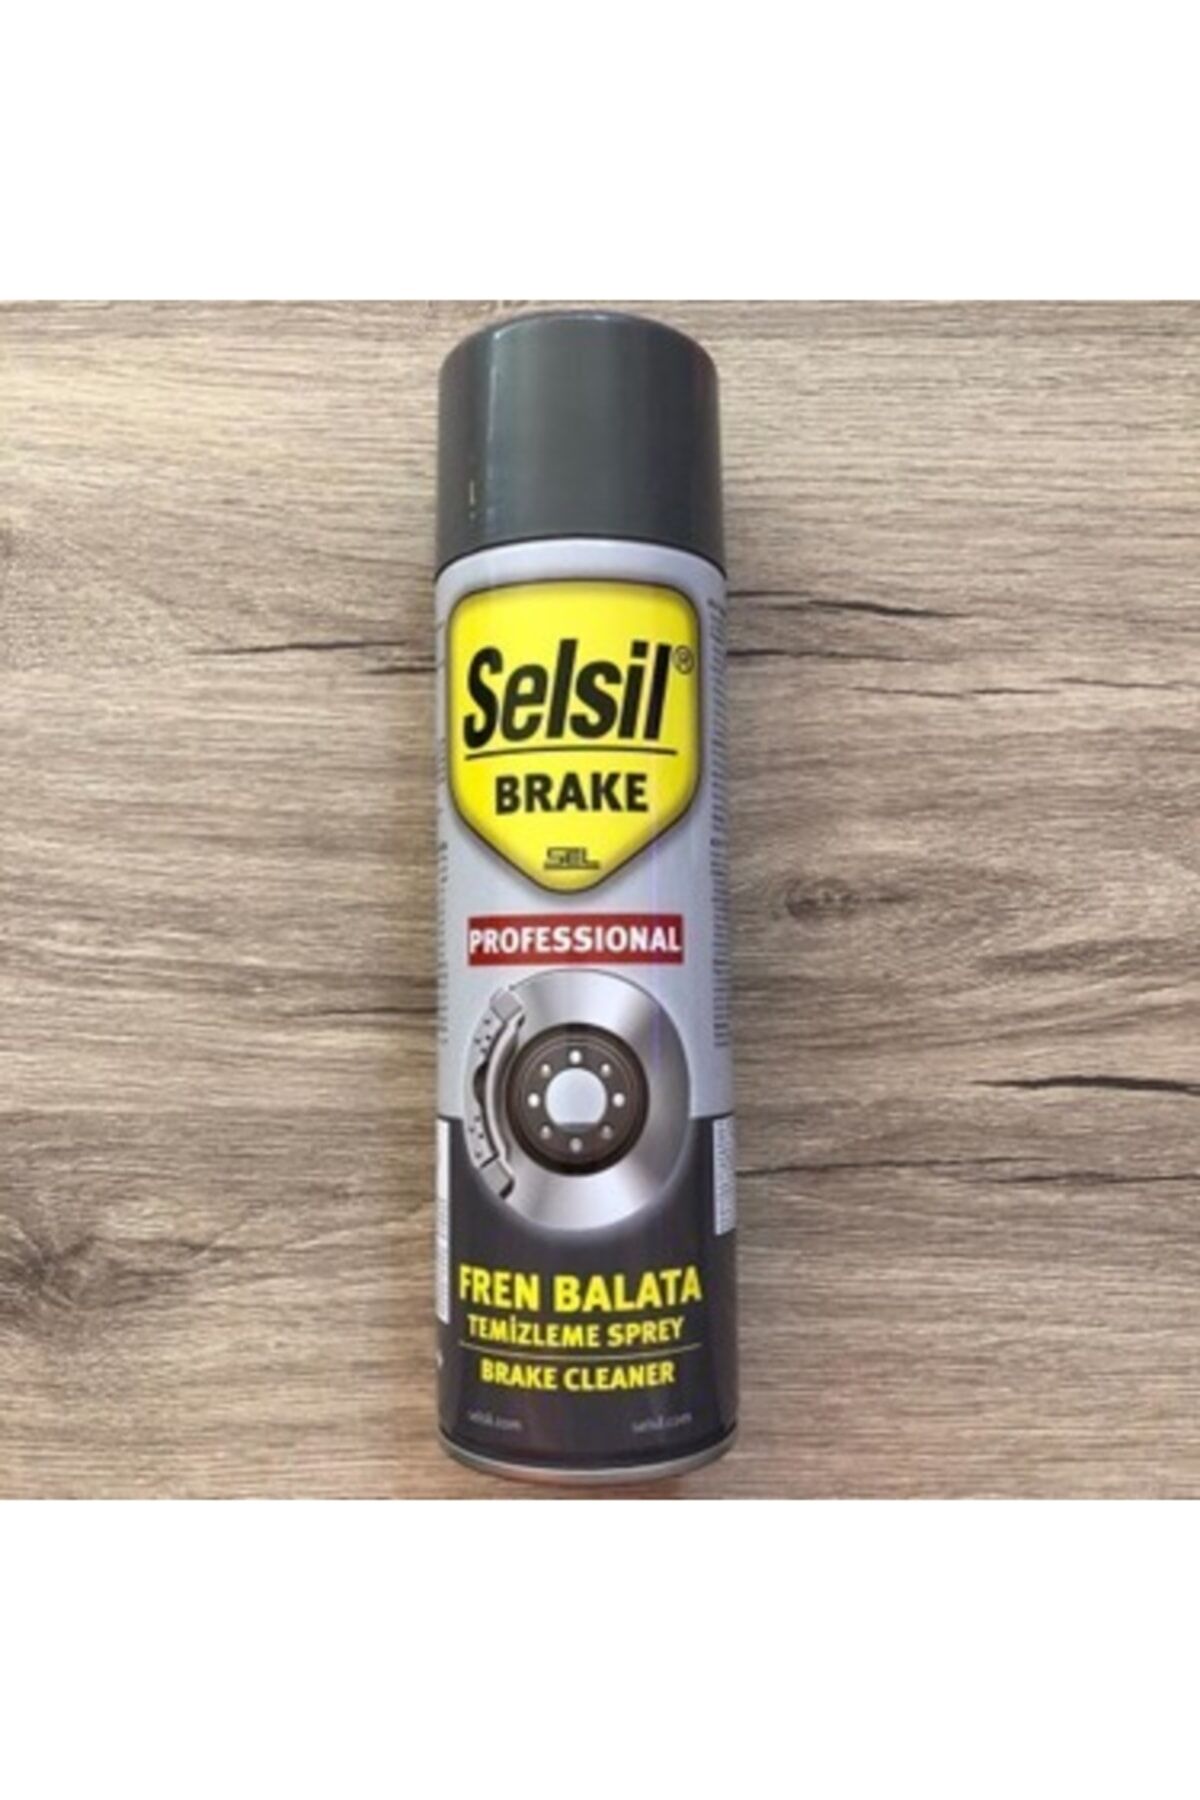 Selsil®
BRAKE
SEL
PROFESSIONAL
FREN BALATA
TEMİZLEME SPREY
BRAKE CLEANER
selsil.com selsil.com